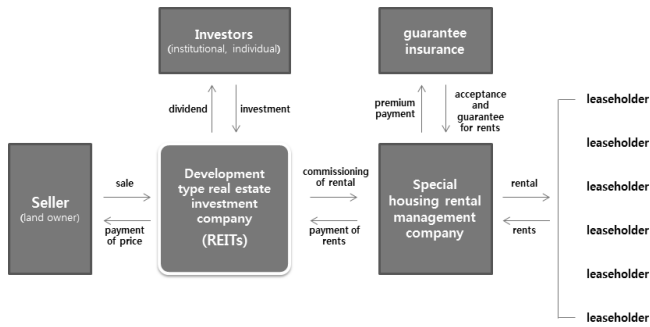 Investors
(institutional, individual)
guarantee
insurance
dividend
investment
premium
payment
acceptance
and
guarantee
for rents
Seller
(land owner)
sale
payment
of price
Development
type real estate
investment
company
(REITs)
commissioning
of rental
payment of
rents
Special
housing rental
management
company
rental
rents
leaseholder
leaseholder
leaseholder
leaseholder
leaseholder
leaseholder